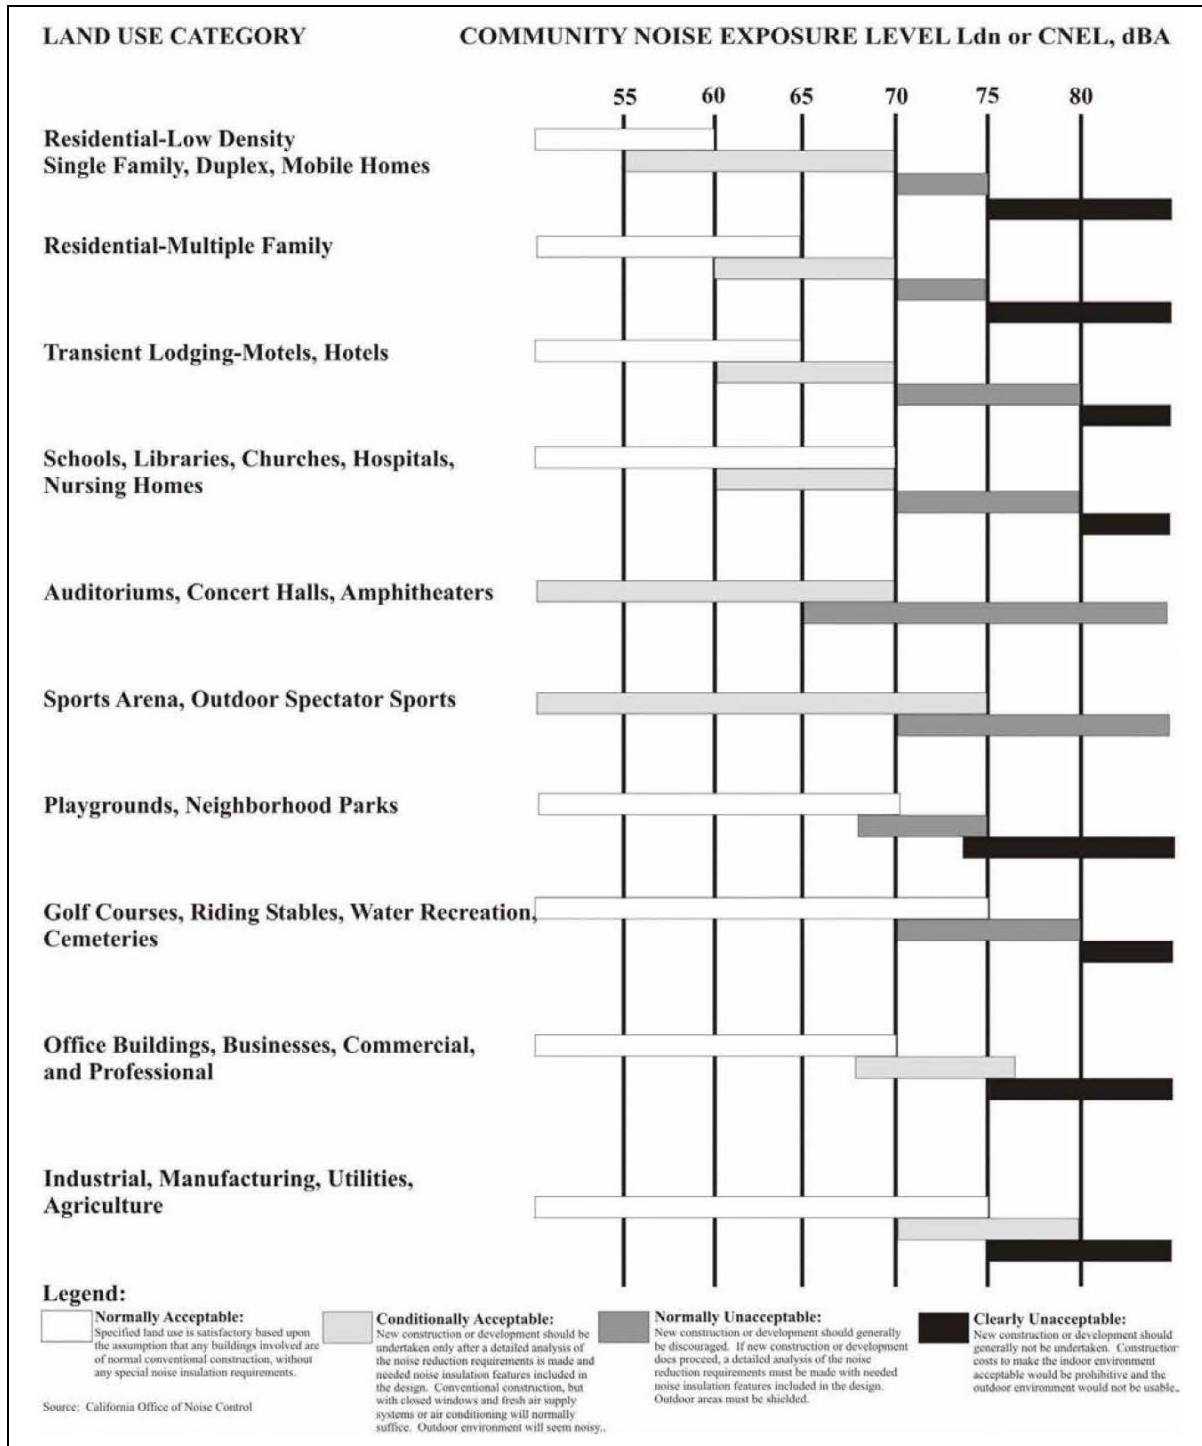 LAND USE CATEGORY COMMUNITY NOISE EXPOSURE LEVEL Ldn or CNEL, dBA
55 60 65 70 75 80
Residential-Low Density
Single Family, Duplex, Mobile Homes
Residential-Multiple Family
Transient Lodging-Motels, Hotels
Schools, Libraries, Churches, Hospitals,
Nursing Homes
Auditoriums, Concert Halls, Amphitheaters
Sports Arena, Outdoor Spectator Sports
Playgrounds, Neighborhood Parks
Golf Courses, Riding Stables, Water Recreation,
Cemeteries
Office Buildings, Businesses, Commercial,
and Professional
Industrial, Manufacturing, Utilities,
Agriculture
Legend:
Normally Acceptable:
Specified land use is satisfactory based upon
the assumption that any buildings involved are
of normal conventional construction, without
any special noise insulation requirements.
Conditionally Acceptable:
New construction or development should be
undertaken only after a detailed analysis of
the noise reduction requirements is made and
needed noise insulation features included in
the design. Conventional construction, but
with closed windows and fresh air supply
systems or air conditioning will normally
suffice. Outdoor environment will seem noisy..
Normally Unacceptable:
New construction or development should generally
be discouraged. If new construction or development
does proceed, a detailed analysis of the noise
reduction requirements must be made with needed
noise insulation features included in the design.
Outdoor areas must be shielded.
Clearly Unacceptable:
New construction or development should
generally not be undertaken. Construction
costs to make the indoor environment
acceptable would be prohibitive and the
outdoor environment would not be usable..
Source: California Office of Noise Control